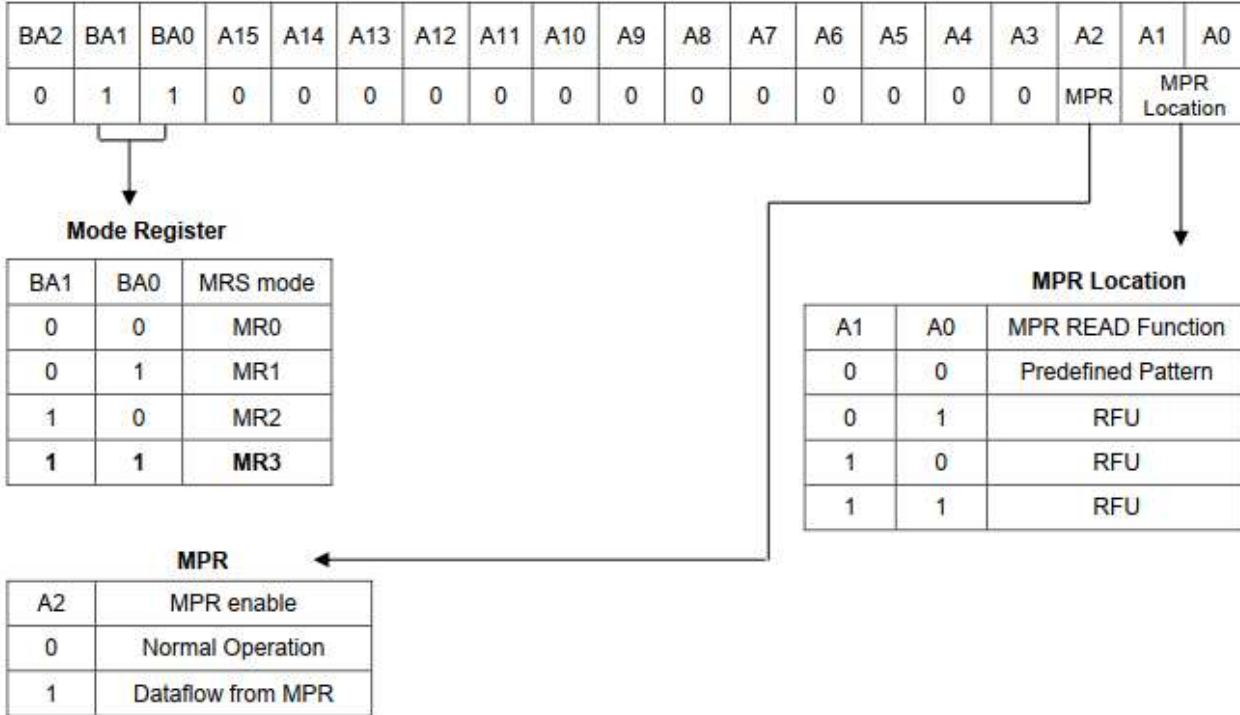 BA2 BA1 BA0 A15 A14 A13 A12 A11 A10 A9 A8 A7 A6 A5 A4 A3 A2 A1 A0
0 1 1 0 0 0 0 0 0 0 0 0 0 0 0 0 MPR MPR
Location
Mode Register
BA1 BA0 MRS mode
0 0 MR0
0 1 MR1
1 0 MR2
1 1 MR3
MPR Location
A1 A0 MPR READ Function
0 0 Predefined Pattern
0 1 RFU
1 0 RFU
1 1 RFU
MPR
A2 MPR enable
0 Normal Operation
1 Dataflow from MPR